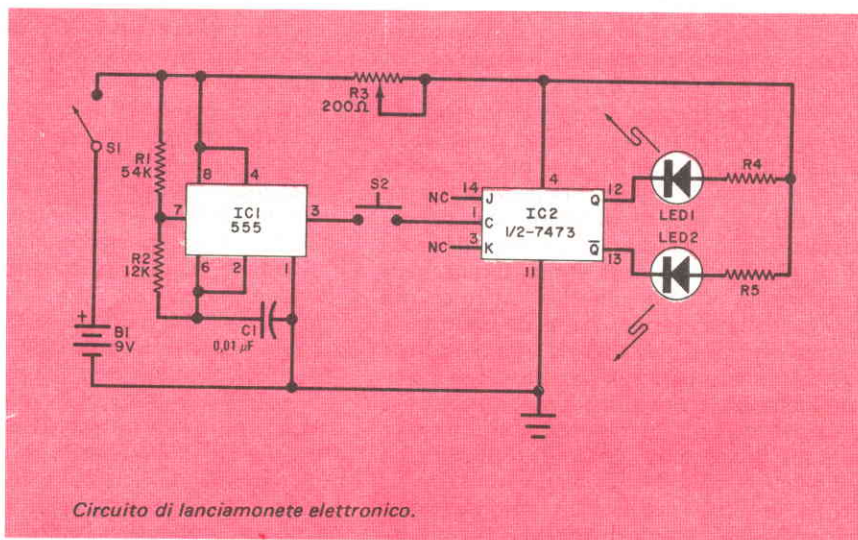 R3
200Ω
S1
R1
54K
8
4
7
IC1
555
3
S2
NC
14
J
4
12
Q
R4
LED1
1
C
IC2
1/2-7473
NC
3
K
LED2
Q̅
13
R5
11
R2
12K
6
2
1
+
B1
9V
C1
0,01 µF
Circuito di lanciamonete elettronico.